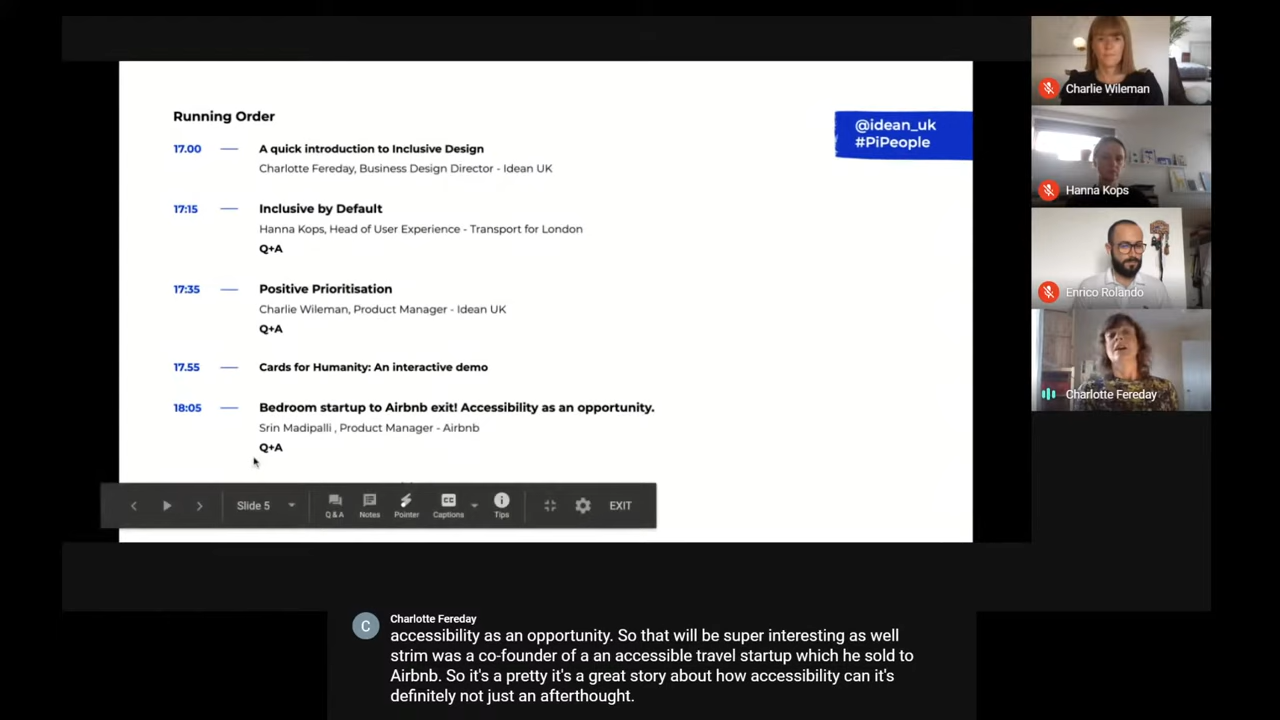 Running Order
@idean_uk
#PiPeople
17.00 — A quick introduction to Inclusive Design
Charlotte Fereday, Business Design Director - Idean UK
17:15 — Inclusive by Default
Hanna Kops, Head of User Experience - Transport for London
Q+A
17:35 — Positive Prioritisation
Charlie Wileman, Product Manager - Idean UK
Q+A
17.55 — Cards for Humanity: An interactive demo
18:05 — Bedroom startup to Airbnb exit! Accessibility as an opportunity.
Srin Madipalli , Product Manager - Airbnb
Q+A
Slide 5
Q & A
Notes
Pointer
CC
Captions
Tips
EXIT
Charlie Wileman
Hanna Kops
Enrico Rolando
Charlotte Fereday
C
Charlotte Fereday
accessibility as an opportunity. So that will be super interesting as well
strim was a co-founder of a an accessible travel startup which he sold to
Airbnb. So it's a pretty it's a great story about how accessibility can it's
definitely not just an afterthought.